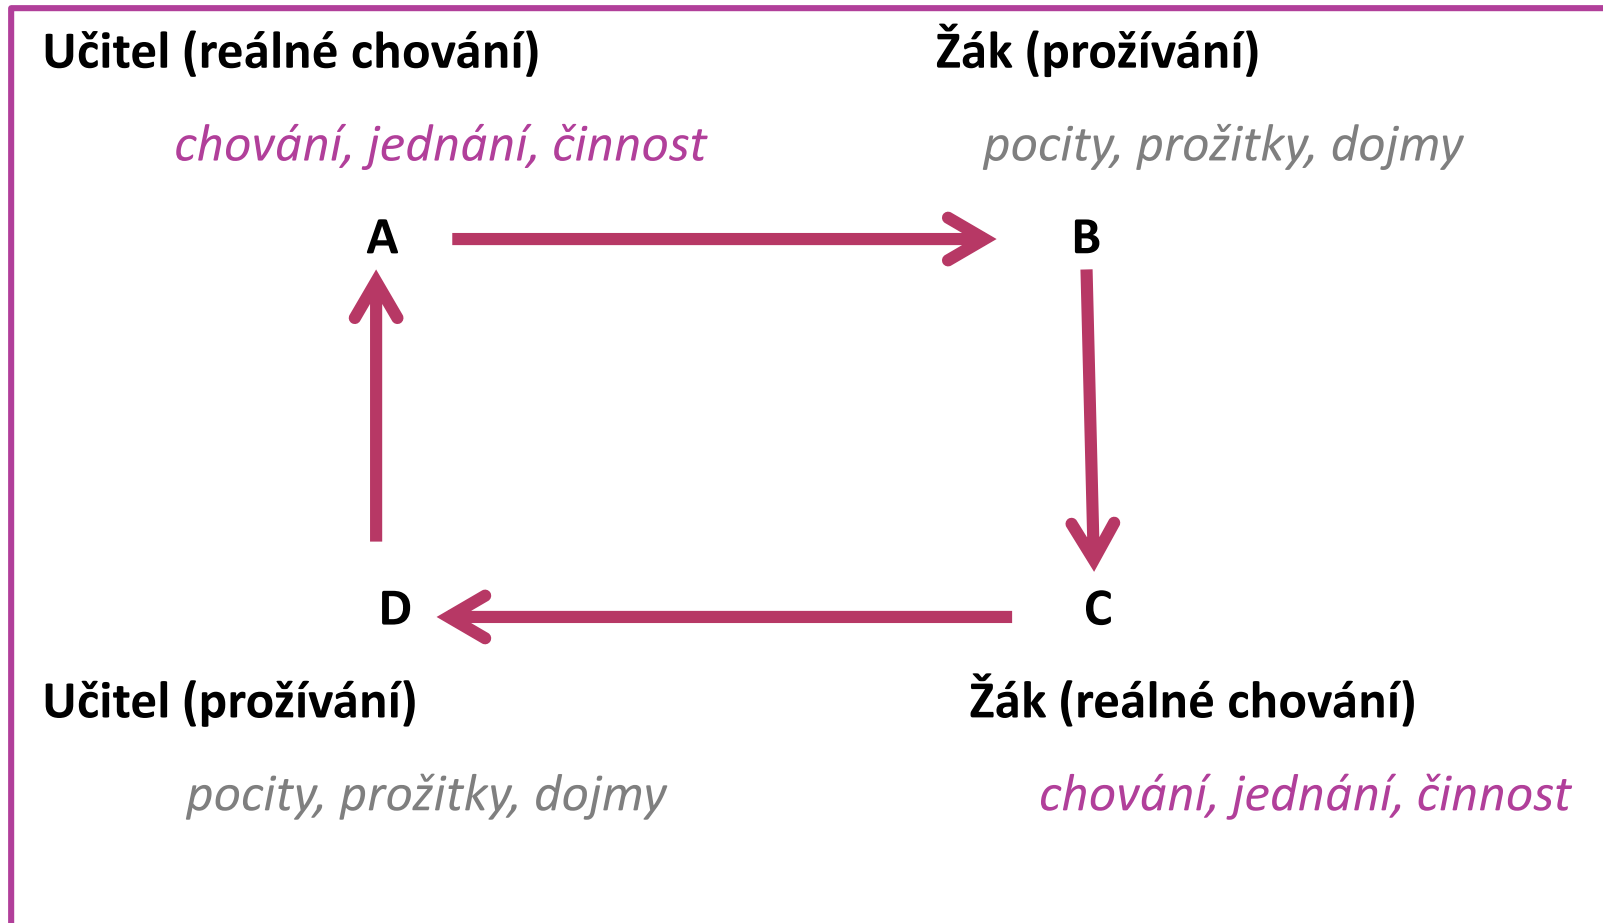 Učitel (reálné chování)
Žák (prožívání)
chování, jednání, činnost
pocity, prožitky, dojmy
A
B
D
C
Učitel (prožívání)
Žák (reálné chování)
pocity, prožitky, dojmy
chování, jednání, činnost